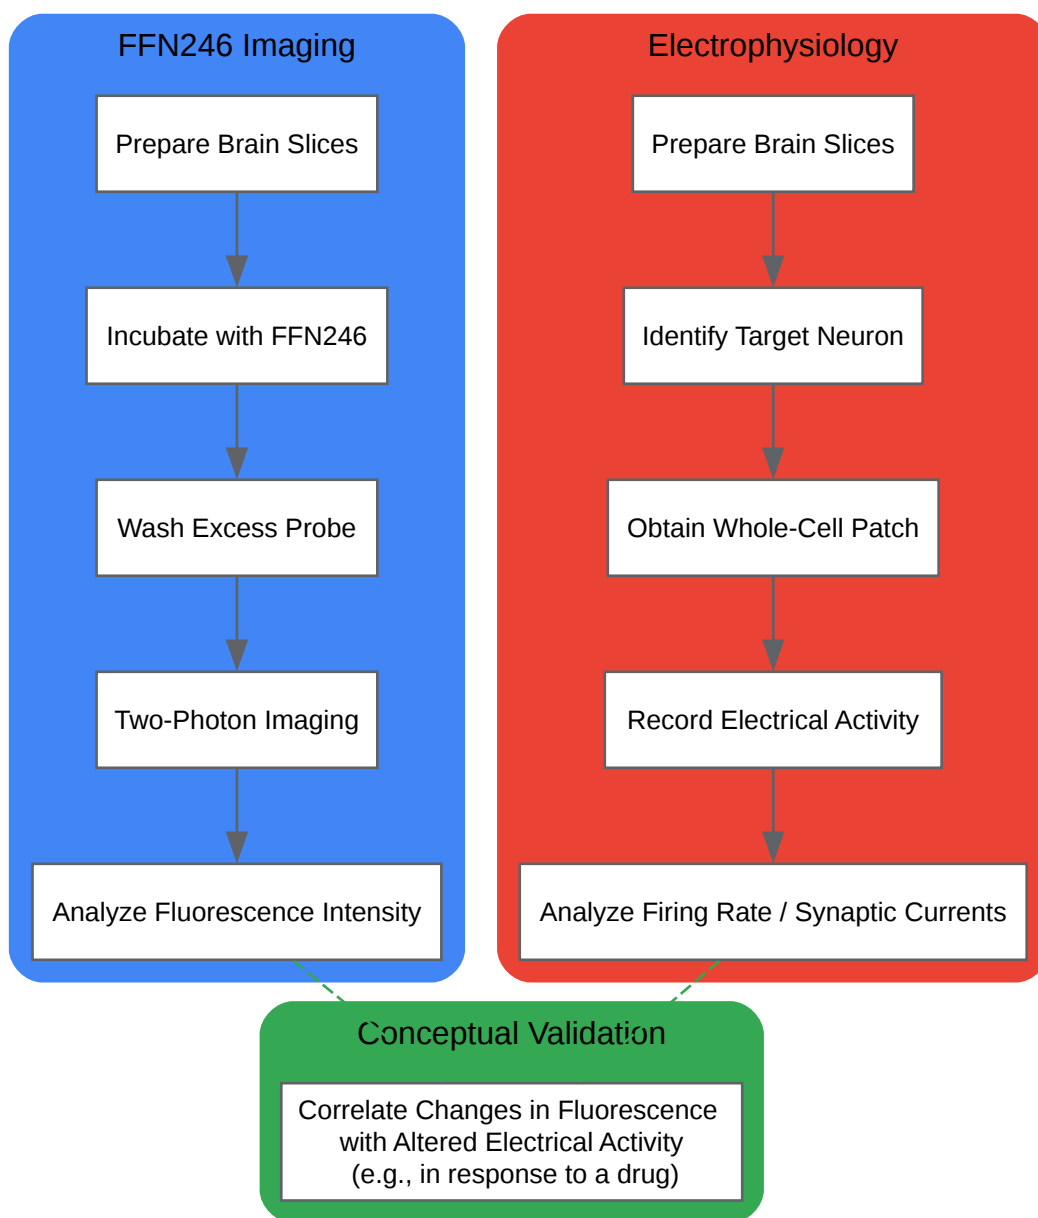 FFN246 Imaging
Prepare Brain Slices
Incubate with FFN246
Wash Excess Probe
Two-Photon Imaging
Analyze Fluorescence Intensity
Electrophysiology
Prepare Brain Slices
Identify Target Neuron
Obtain Whole-Cell Patch
Record Electrical Activity
Analyze Firing Rate / Synaptic Currents
Conceptual Validation
Correlate Changes in Fluorescence
with Altered Electrical Activity
(e.g., in response to a drug)